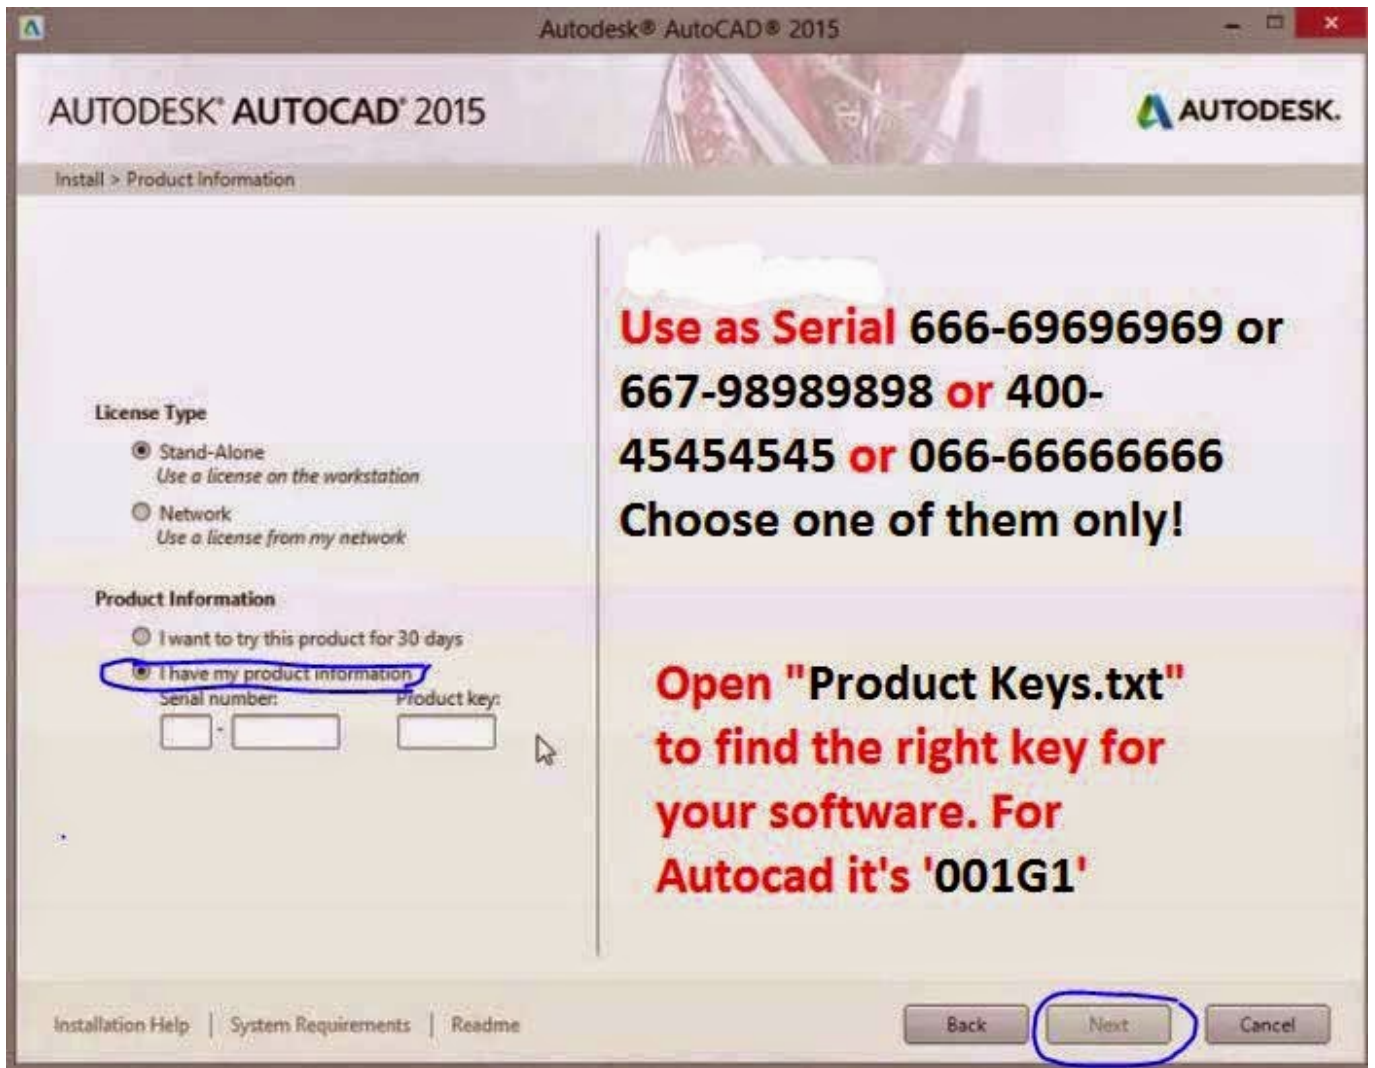 Autodesk® AutoCAD® 2015
AUTODESK® AUTOCAD® 2015
AUTODESK.
Install > Product Information
License Type
Stand-Alone
Use a license on the workstation
Network
Use a license from my network
Product Information
I want to try this product for 30 days
I have my product information
Serial number:
Product key:
-
Use as Serial 666-69696969 or
667-98989898 or 400-
45454545 or 066-66666666
Choose one of them only!
Open "Product Keys.txt"
to find the right key for
your software. For
Autocad it's '001G1'
Installation Help | System Requirements | Readme
Back
Next
Cancel